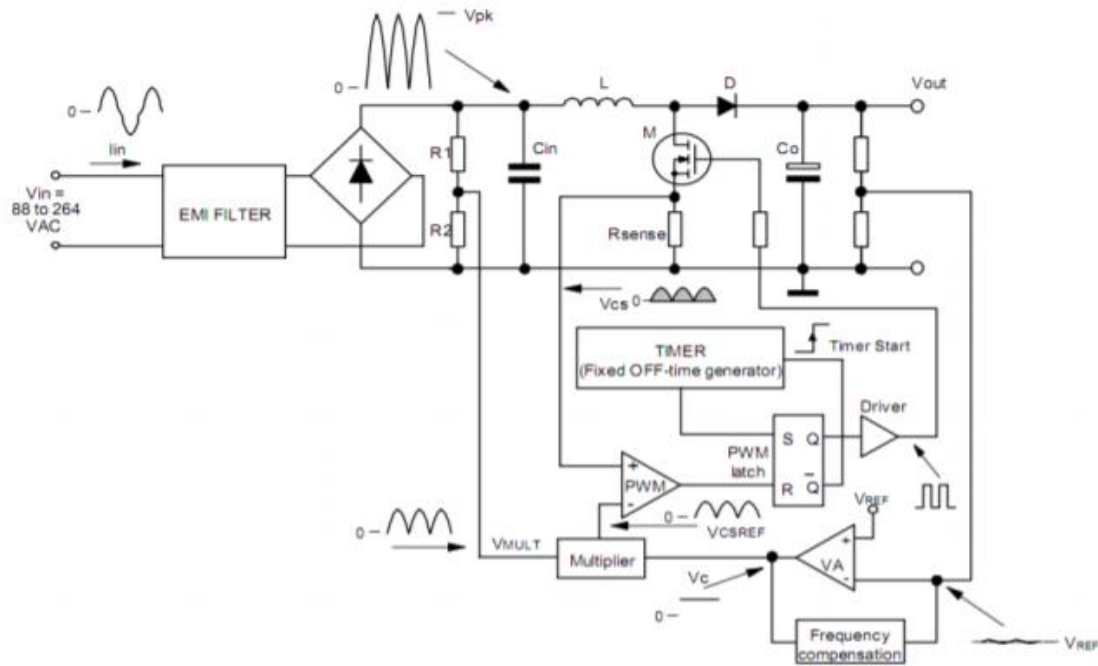 Vpk
0
L
D
Vout
0
Iin
M
R1
Cin
Co
Vin =
88 to 264
VAC
EMI FILTER
R2
Rsense
Vcs 0
TIMER
(Fixed OFF-time generator)
Timer Start
Driver
S Q
PWM
latch
+
PWM
-
R Q
0
VREF
0
VCSREF
VMULT
Multiplier
+
VA
-
Vc
0
Frequency
compensation
VREF